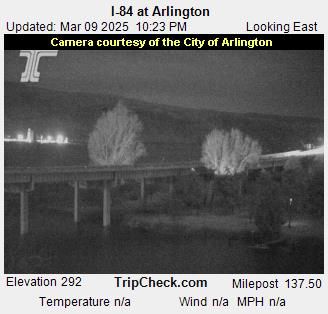 I-84 at Arlington
Updated: Mar 09 2025 10:23 PM Looking East
Camera courtesy of the City of Arlington
Elevation 292 TripCheck.com Milepost 137.50
Temperature n/a Wind n/a MPH n/a